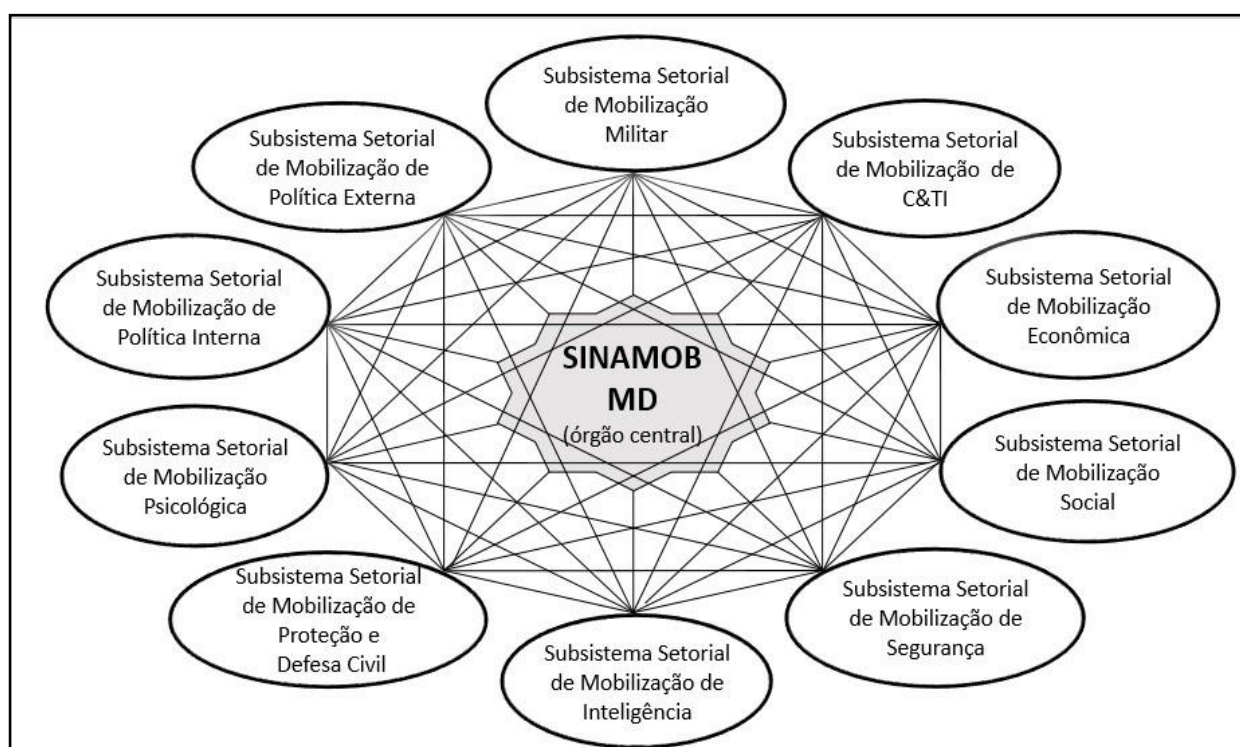 Subsistema Setorial
de Mobilização
Militar
Subsistema Setorial
de Mobilização de
Política Externa
Subsistema Setorial
de Mobilização de
C&TI
Subsistema Setorial
de Mobilização de
Política Interna
Subsistema Setorial
de Mobilização
Econômica
SINAMOB
MD
(órgão central)
Subsistema Setorial
de Mobilização
Psicológica
Subsistema Setorial
de Mobilização
Social
Subsistema Setorial
de Mobilização de
Proteção e
Defesa Civil
Subsistema Setorial
de Mobilização de
Segurança
Subsistema Setorial
de Mobilização de
Inteligência